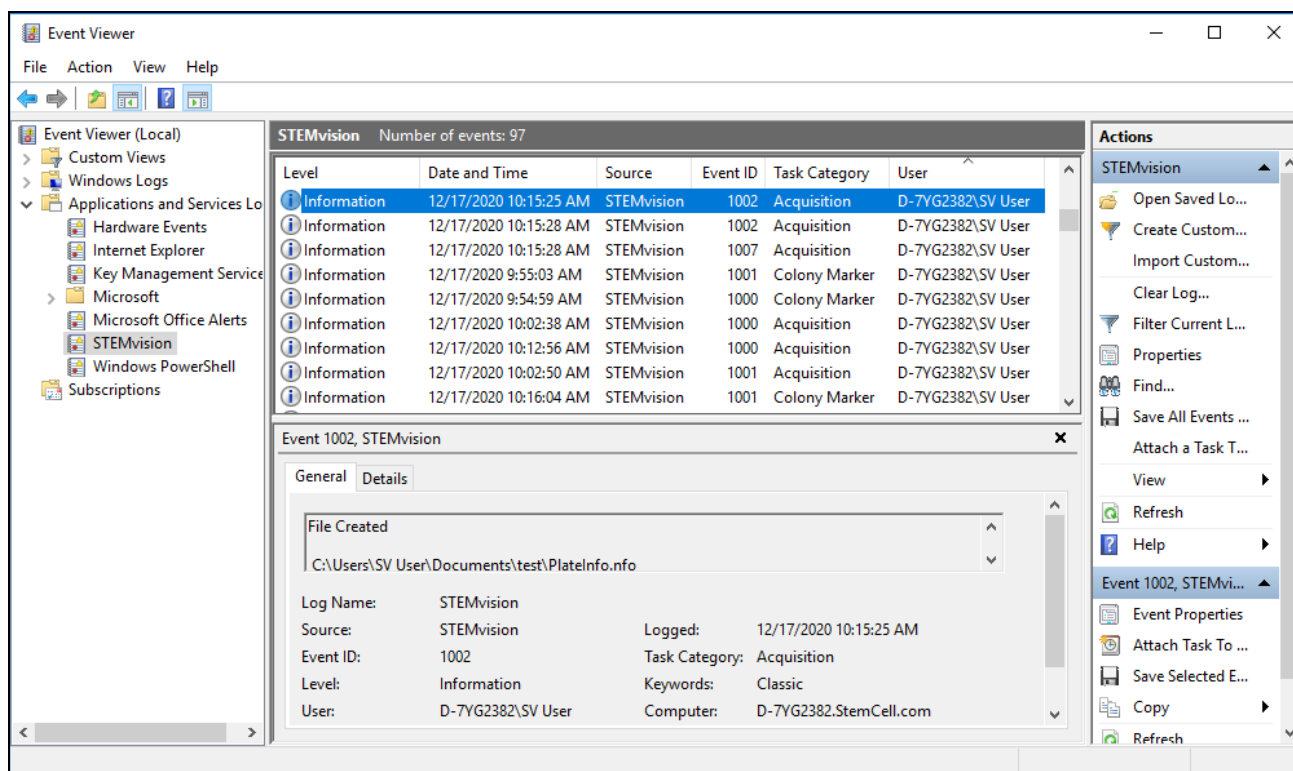 Event Viewer
File Action View Help
Event Viewer (Local)
Custom Views
Windows Logs
Applications and Services Lo
Hardware Events
Internet Explorer
Key Management Service
Microsoft
Microsoft Office Alerts
STEMvision
Windows PowerShell
Subscriptions
STEMvision Number of events: 97
Level Date and Time Source Event ID Task Category User
Information 12/17/2020 10:15:25 AM STEMvision 1002 Acquisition D-7YG2382\SV User
Information 12/17/2020 10:15:28 AM STEMvision 1002 Acquisition D-7YG2382\SV User
Information 12/17/2020 10:15:28 AM STEMvision 1007 Acquisition D-7YG2382\SV User
Information 12/17/2020 9:55:03 AM STEMvision 1001 Colony Marker D-7YG2382\SV User
Information 12/17/2020 9:54:59 AM STEMvision 1000 Colony Marker D-7YG2382\SV User
Information 12/17/2020 10:02:38 AM STEMvision 1000 Acquisition D-7YG2382\SV User
Information 12/17/2020 10:12:56 AM STEMvision 1000 Acquisition D-7YG2382\SV User
Information 12/17/2020 10:02:50 AM STEMvision 1001 Acquisition D-7YG2382\SV User
Information 12/17/2020 10:16:04 AM STEMvision 1001 Colony Marker D-7YG2382\SV User
Event 1002, STEMvision
General Details
File Created
C:\Users\SV User\Documents\test\PlateInfo.nfo
Log Name: STEMvision
Source: STEMvision Logged: 12/17/2020 10:15:25 AM
Event ID: 1002 Task Category: Acquisition
Level: Information Keywords: Classic
User: D-7YG2382\SV User Computer: D-7YG2382.StemCell.com
Actions
STEMvision
Open Saved Lo...
Create Custom...
Import Custom...
Clear Log...
Filter Current L...
Properties
Find...
Save All Events ...
Attach a Task T...
View
Refresh
Help
Event 1002, STEMvi...
Event Properties
Attach Task To ...
Save Selected E...
Copy
Refresh